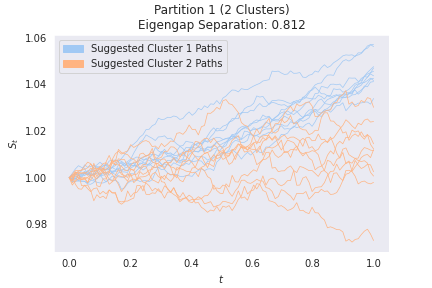 Partition 1 (2 Clusters)
Eigengap Separation: 0.812
Suggested Cluster 1 Paths
Suggested Cluster 2 Paths
1.06
1.04
1.02
1.00
0.98
S_t
0.0 0.2 0.4 0.6 0.8 1.0
t